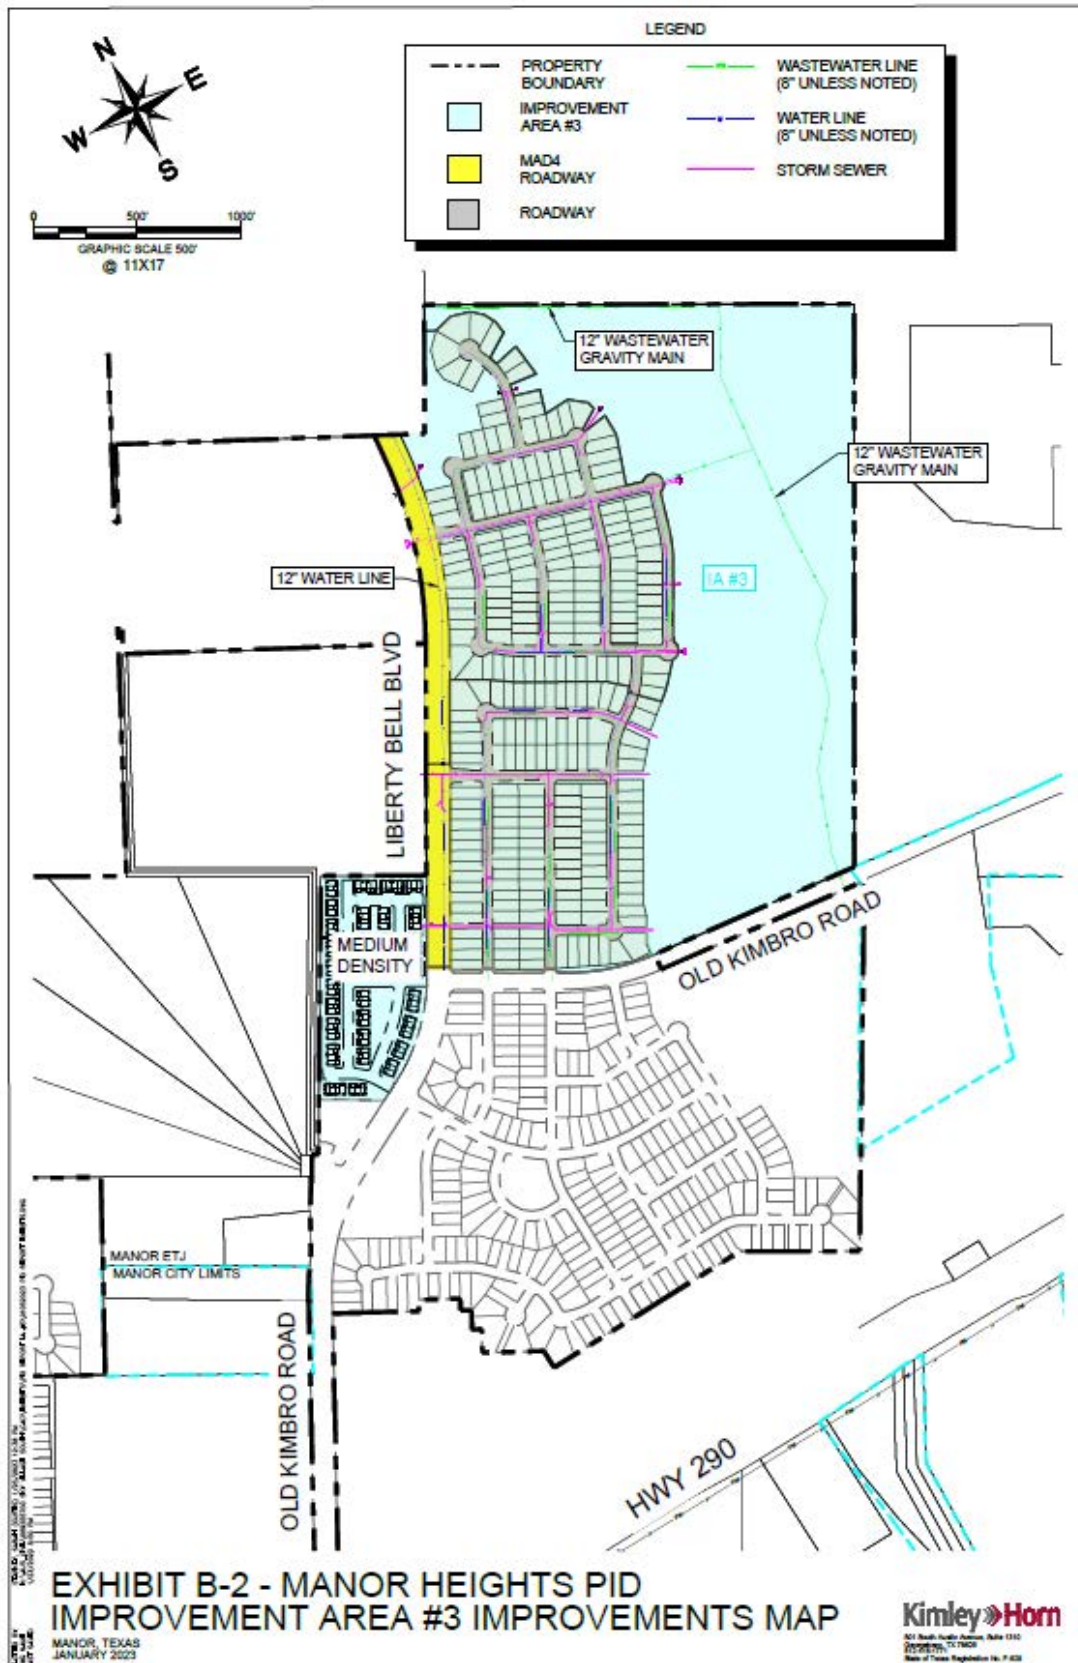 LEGEND
PROPERTY
BOUNDARY
IMPROVEMENT
AREA #3
MAD4
ROADWAY
ROADWAY
WASTEWATER LINE
(8" UNLESS NOTED)
WATER LINE
(8" UNLESS NOTED)
STORM SEWER
N
E
W
S
0 500' 1000'
GRAPHIC SCALE 500'
@ 11X17
12" WASTEWATER
GRAVITY MAIN
12" WASTEWATER
GRAVITY MAIN
12" WATER LINE
IA #3
LIBERTY BELL BLVD
MEDIUM
DENSITY
OLD KIMBRO ROAD
MANOR ETJ
MANOR CITY LIMITS
OLD KIMBRO ROAD
HWY 290
EXHIBIT B-2 - MANOR HEIGHTS PID
IMPROVEMENT AREA #3 IMPROVEMENTS MAP
MANOR, TEXAS
JANUARY 2023
Kimley»Horn